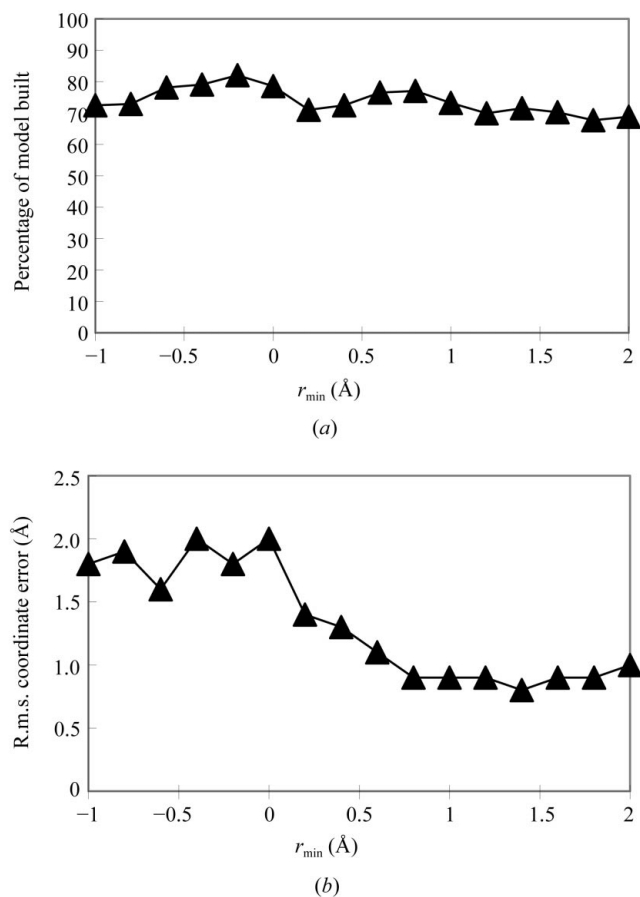 100
90
80
70
60
50
40
30
20
10
0
Percentage of model built
−1 −0.5 0 0.5 1 1.5 2
r_min (Å)
(a)
2.5
2.0
1.5
1.0
0.5
0
R.m.s. coordinate error (Å)
−1 −0.5 0 0.5 1 1.5 2
r_min (Å)
(b)